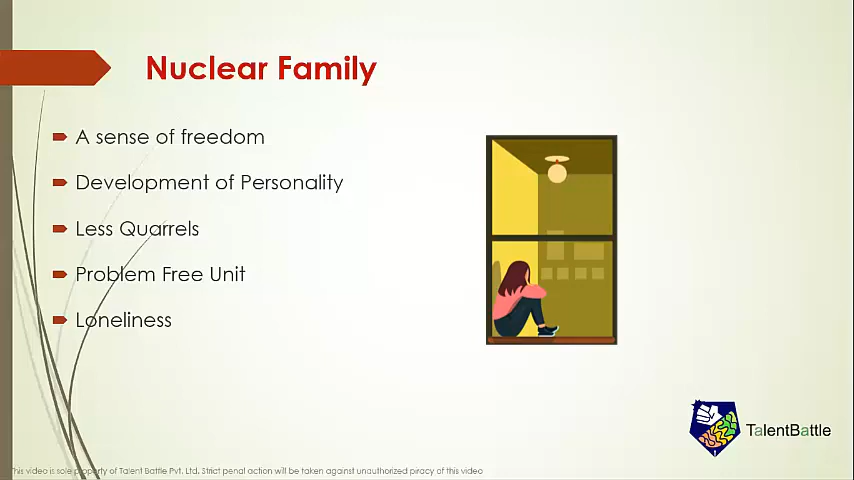 Nuclear Family
A sense of freedom
Development of Personality
Less Quarrels
Problem Free Unit
Loneliness
TalentBattle
This video is sole property of Talent Battle Pvt. Ltd. Strict penal action will be taken against unauthorized piracy of this video